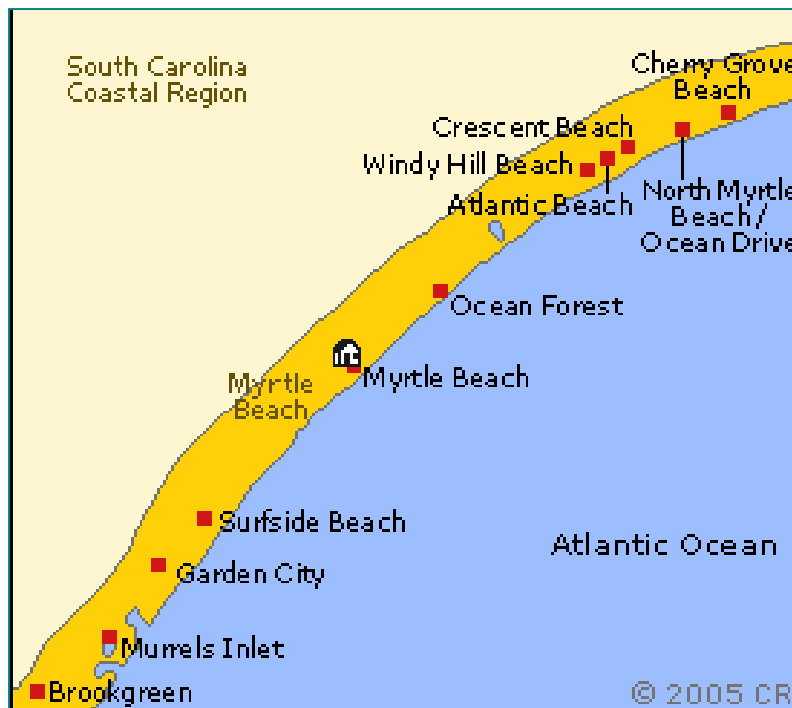 South Carolina
Coastal Region
Cherry Grove
Beach
Crescent Beach
Windy Hill Beach
Atlantic Beach
North Myrtle
Beach/
Ocean Drive
Ocean Forest
Myrtle Beach
Myrtle
Beach
Surfside Beach
Atlantic Ocean
Garden City
Murrels Inlet
Brookgreen
© 2005 CR